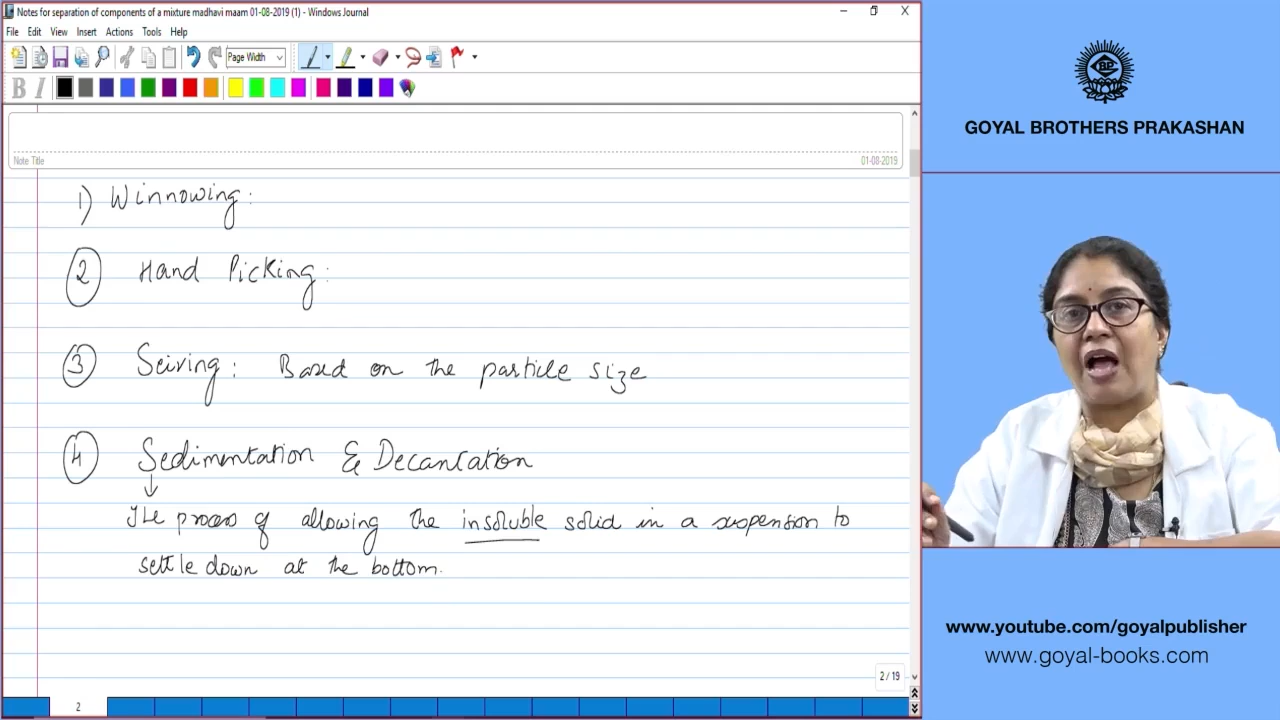 Notes for separation of components of a mixture madhavi maam 01-08-2019 (1) - Windows Journal
File Edit View Insert Actions Tools Help
Page Width
B I
Note Title
01-08-2019
1) Winnowing:
2 Hand Picking:
3 Seiving: Based on the particle size
4 Sedimentation & Decantation
The process of allowing the insoluble solid in a suspension to
settle down at the bottom.
2 / 19
2
GOYAL BROTHERS PRAKASHAN
www.youtube.com/goyalpublisher
www.goyal-books.com